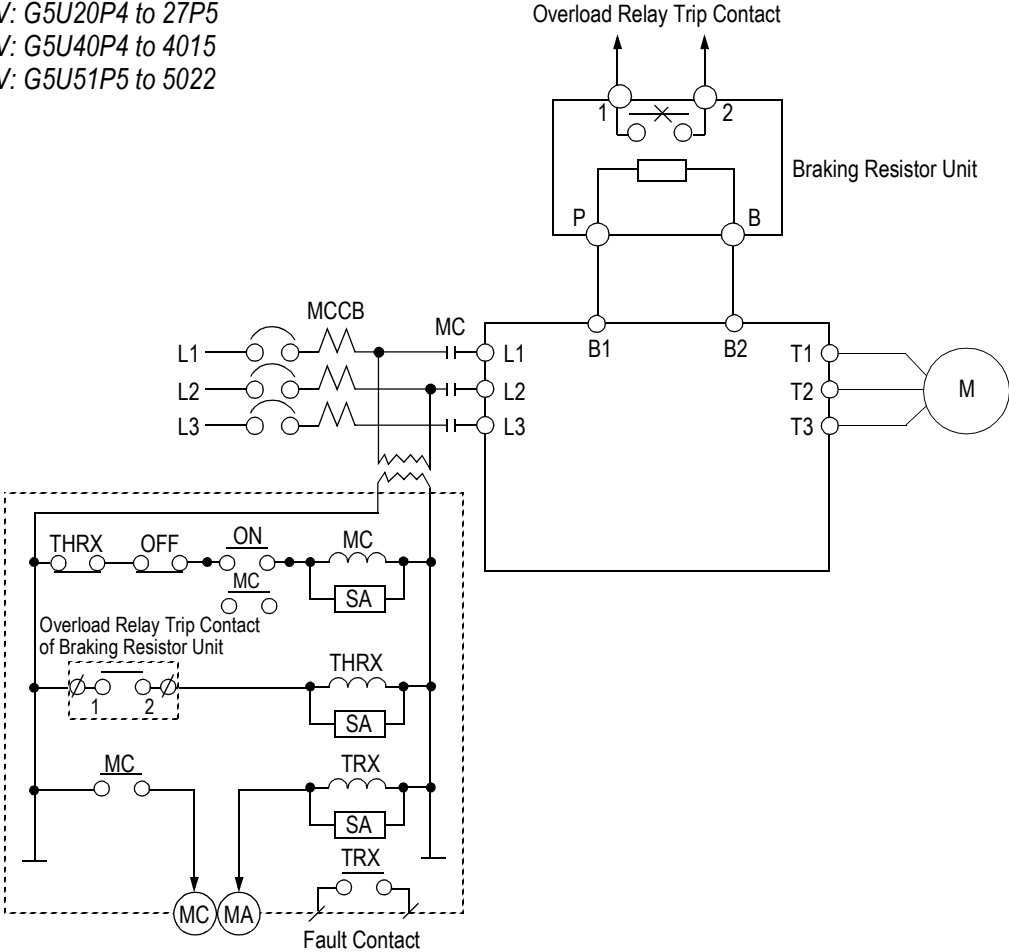 V: G5U20P4 to 27P5
V: G5U40P4 to 4015
V: G5U51P5 to 5022
Overload Relay Trip Contact
1
2
Braking Resistor Unit
P
B
MCCB
MC
L1
L1
B1
B2
T1
L2
L2
T2
M
L3
L3
T3
THRX
OFF
ON
MC
MC
SA
Overload Relay Trip Contact
of Braking Resistor Unit
THRX
1
2
SA
MC
TRX
SA
TRX
MC
MA
Fault Contact